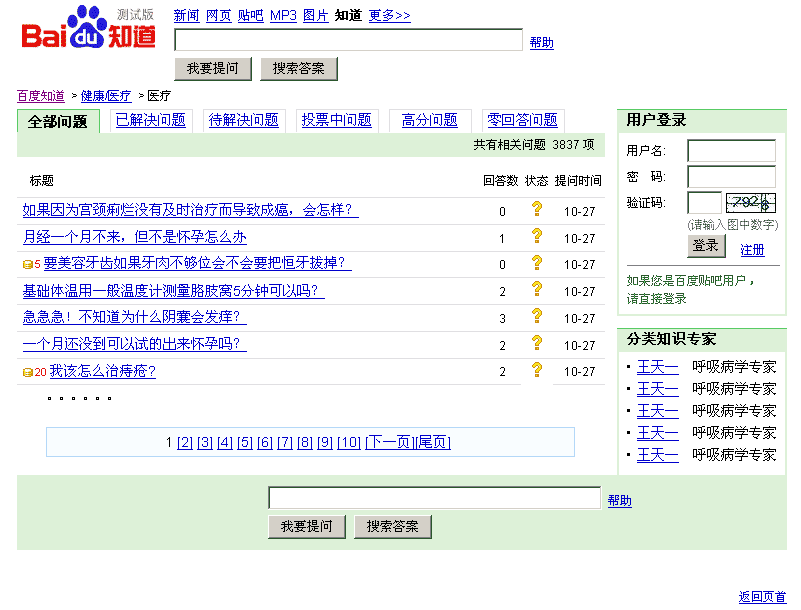 Bai du 知道 测试版
新闻 网页 贴吧 MP3 图片 知道 更多>>
帮助
我要提问 搜索答案
百度知道 > 健康/医疗 > 医疗
全部问题 已解决问题 待解决问题 投票中问题 高分问题 零回答问题
共有相关问题 3837 项
标题 回答数 状态 提问时间
如果因为宫颈痢烂没有及时治疗而导致成癌，会怎样？ 0 ? 10-27
月经一个月不来，但不是怀孕怎么办 1 ? 10-27
5 要美容牙齿如果牙肉不够位会不会要把恒牙拔掉？ 0 ? 10-27
基础体温用一般温度计测量胳肢窝5分钟可以吗？ 2 ? 10-27
急急急！不知道为什么阴囊会发痒？ 3 ? 10-27
一个月还没到可以试的出来怀孕吗？ 2 ? 10-27
20 我该怎么治痔疮？ 2 ? 10-27
。。。。。。
1 [2] [3] [4] [5] [6] [7] [8] [9] [10] [下一页][尾页]
用户登录
用户名:
密 码:
验证码:
(请输入图中数字)
登录 注册
如果您是百度贴吧用户，
请直接登录
分类知识专家
· 王天一 呼吸病学专家
· 王天一 呼吸病学专家
· 王天一 呼吸病学专家
· 王天一 呼吸病学专家
· 王天一 呼吸病学专家
帮助
我要提问 搜索答案
返回页首